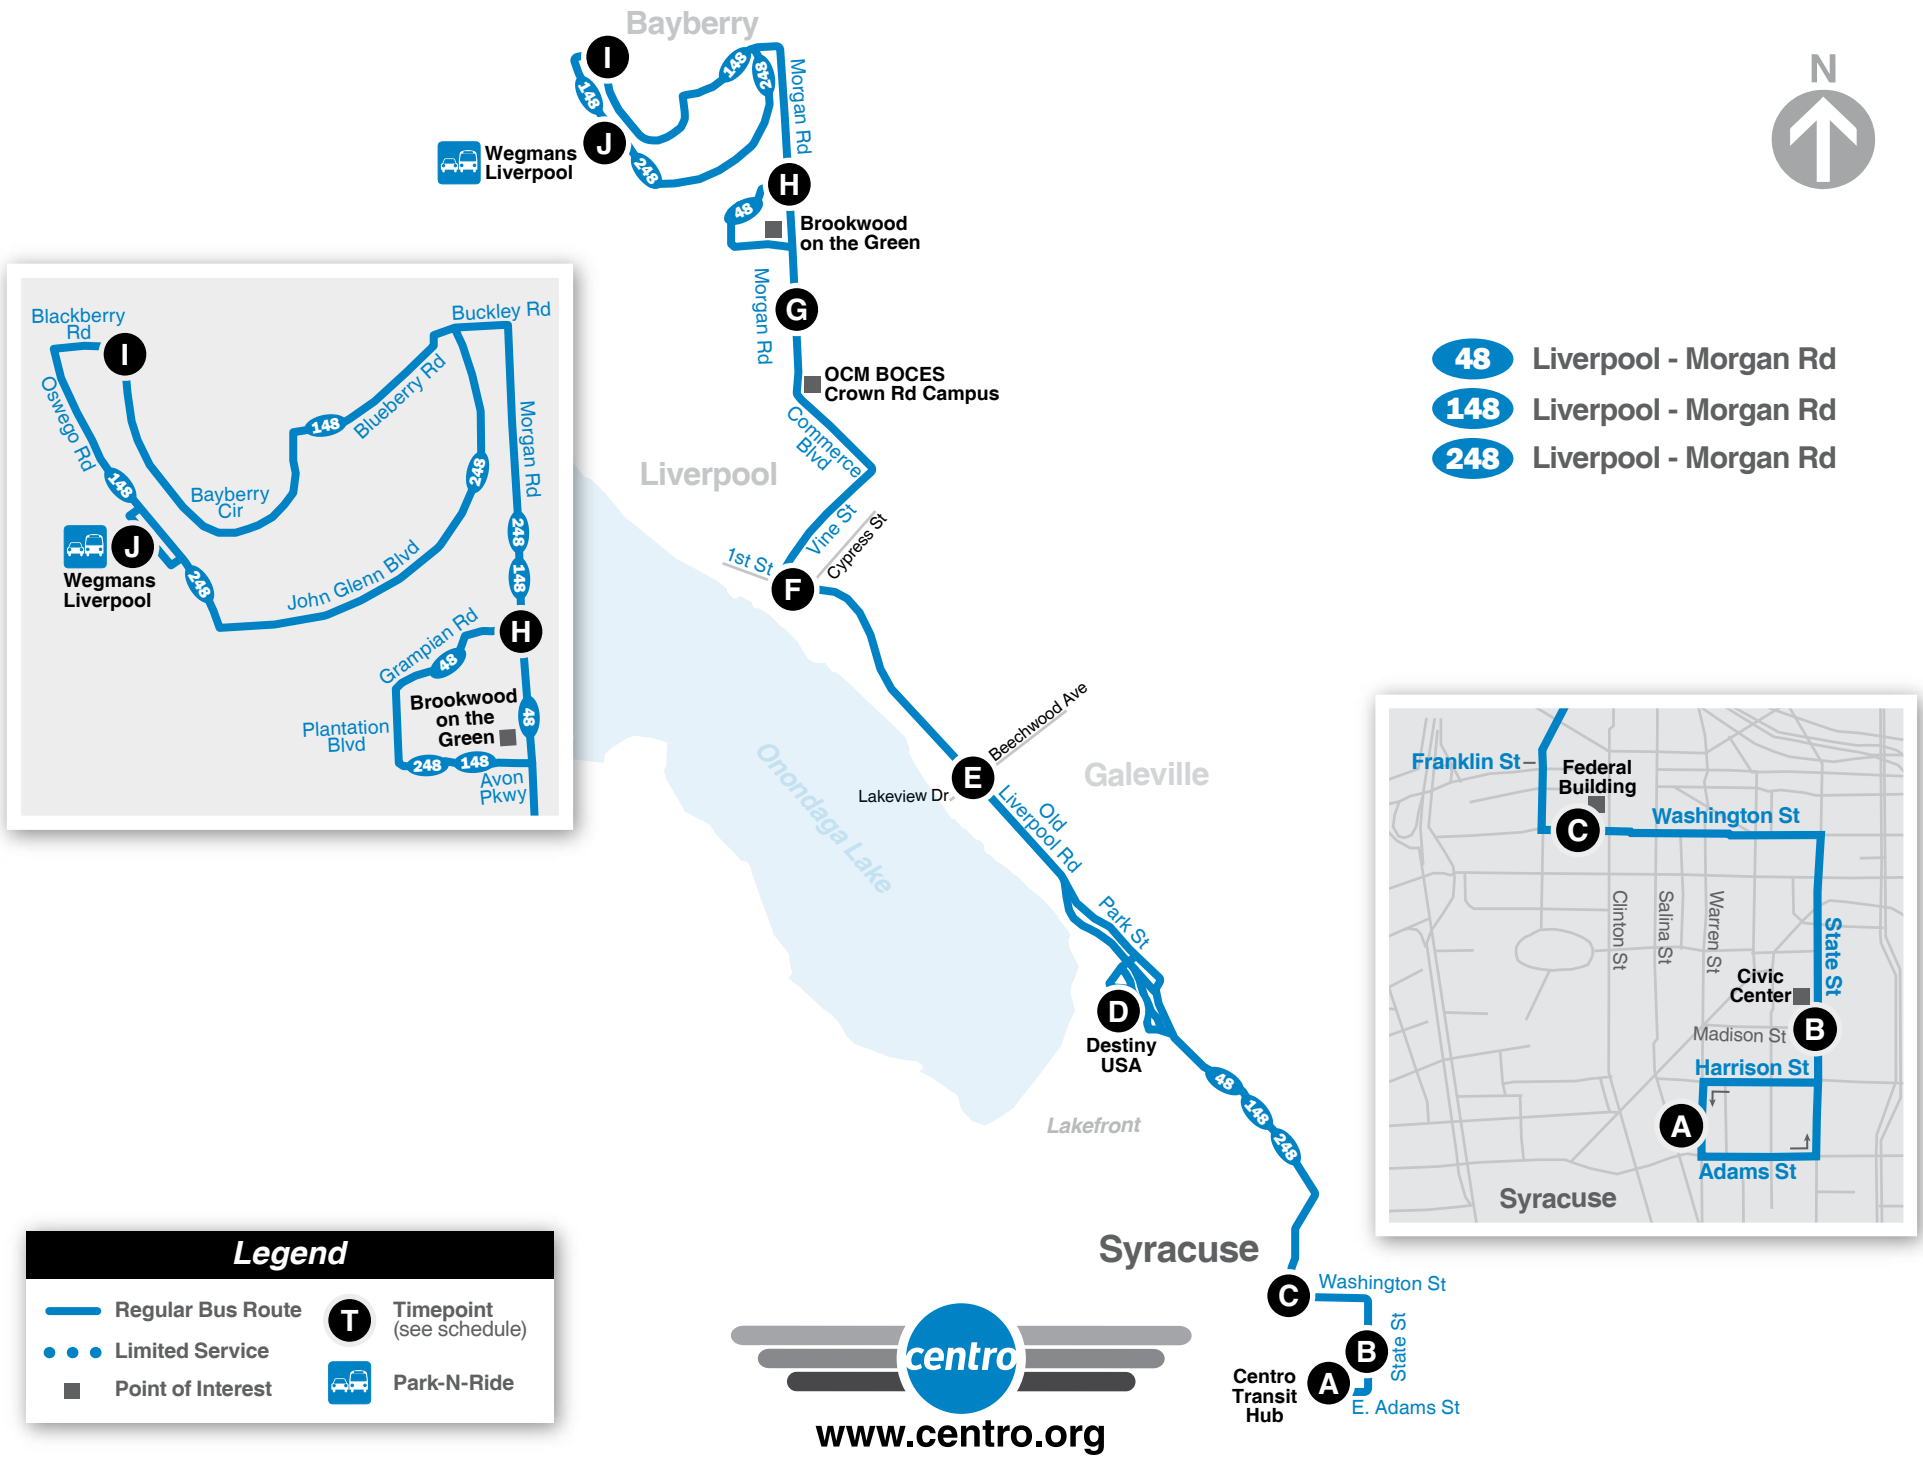 Bayberry
I
148
148
248
Morgan Rd
J
Wegmans
Liverpool
248
H
48
Brookwood
on the Green
Morgan Rd
G
OCM BOCES
Crown Rd Campus
Commerce
Blvd
Liverpool
Vine St
Cypress St
1st St
F
Onondaga Lake
Beechwood Ave
E
Lakeview Dr
Galeville
Old
Liverpool Rd
Park St
D
Destiny
USA
48
148
248
Lakefront
Syracuse
C
Washington St
State St
B
Centro
Transit
Hub
A
E. Adams St
N
48 Liverpool - Morgan Rd
148 Liverpool - Morgan Rd
248 Liverpool - Morgan Rd
Blackberry
Rd
I
Buckley Rd
Oswego Rd
148
Blueberry Rd
Morgan Rd
148
Bayberry
Cir
248
248
148
J
Wegmans
Liverpool
248
John Glenn Blvd
H
Grampian Rd
48
Brookwood
on the
Green
48
Plantation
Blvd
248
148
Avon
Pkwy
Franklin St
Federal
Building
C
Washington St
Clinton St
Salina St
Warren St
State St
Civic
Center
Madison St
B
Harrison St
A
Adams St
Syracuse
Legend
Regular Bus Route
Limited Service
Point of Interest
T
Timepoint
(see schedule)
Park-N-Ride
centro
www.centro.org